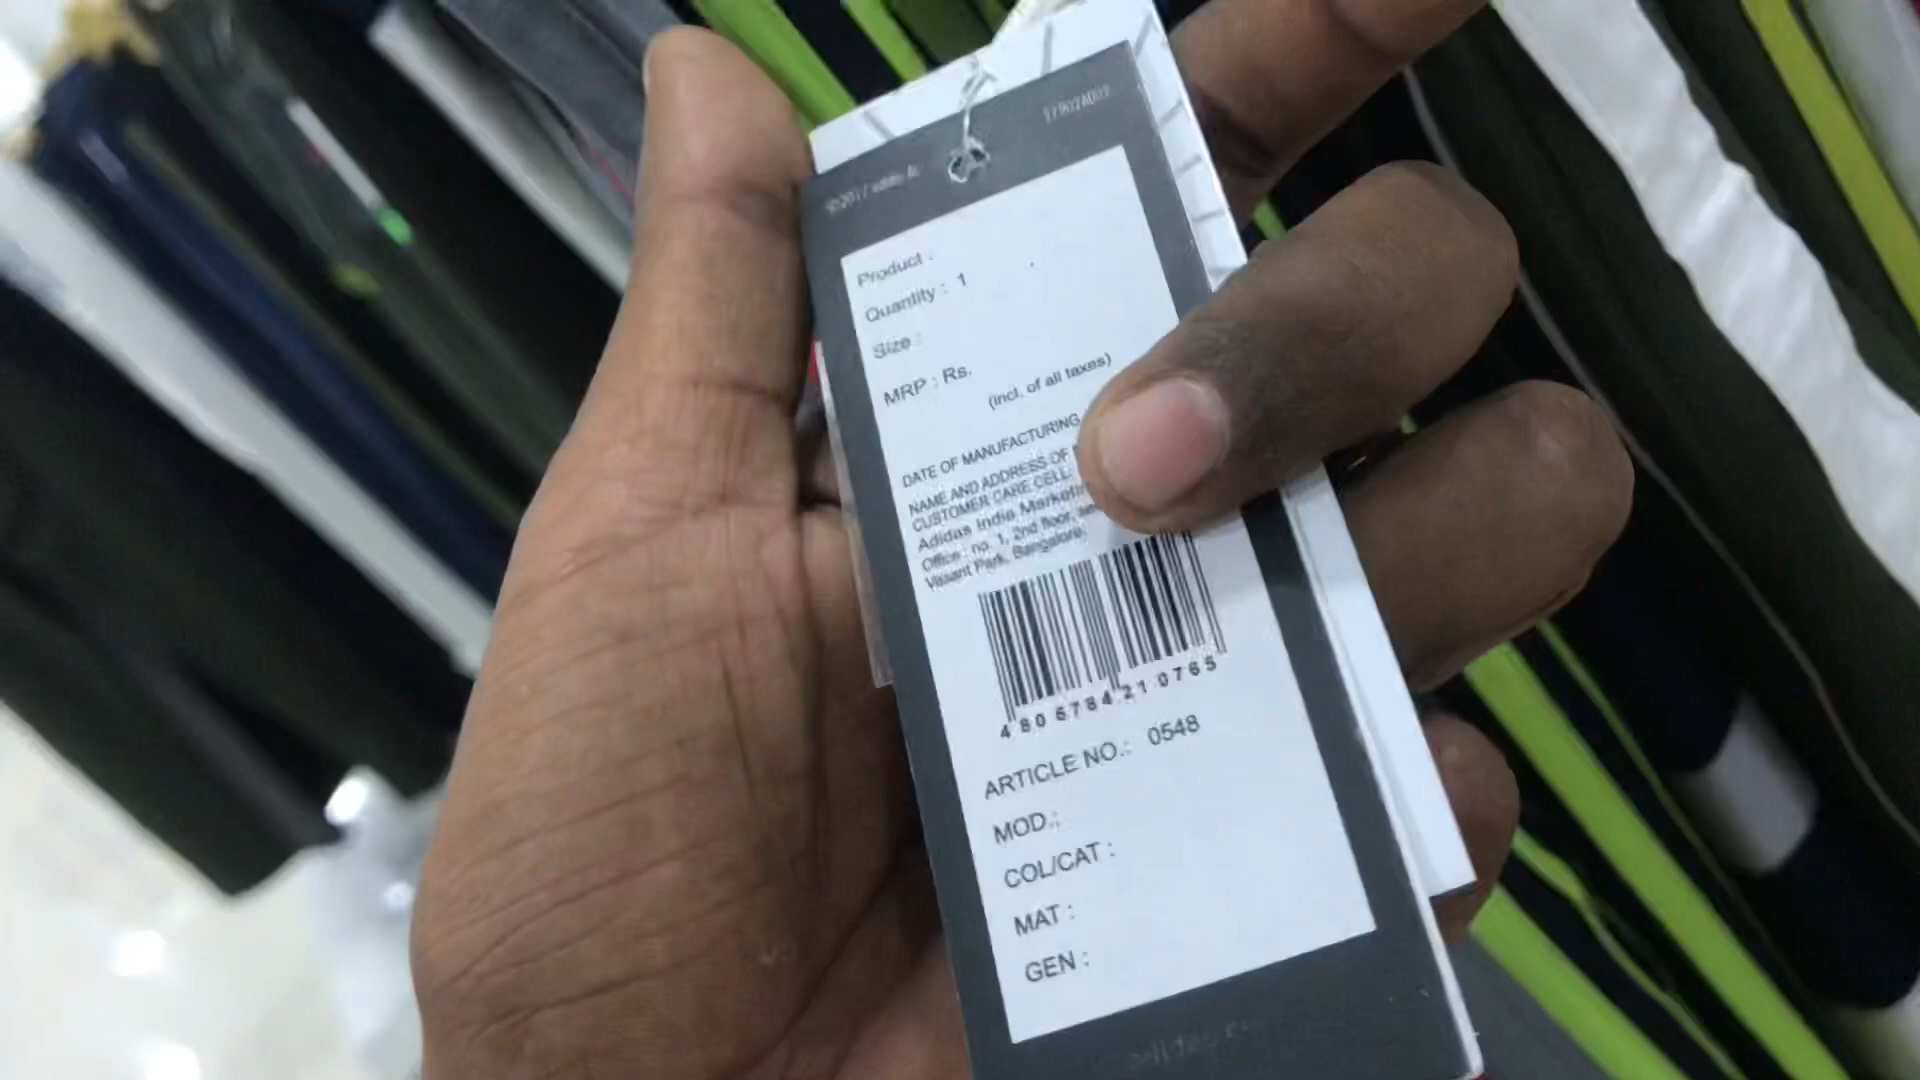 Product :
Quantity : 1
Size :
MRP : Rs.
(incl. of all taxes)
DATE OF MANUFACTURING
NAME AND ADDRESS OF
CUSTOMER CARE CELL:
Adidas India
Office : no. 1, 2nd floor,
Vasant Park, Bangalore,
4 805784 210765
ARTICLE NO.: 0548
MOD.:
COL/CAT :
MAT :
GEN :